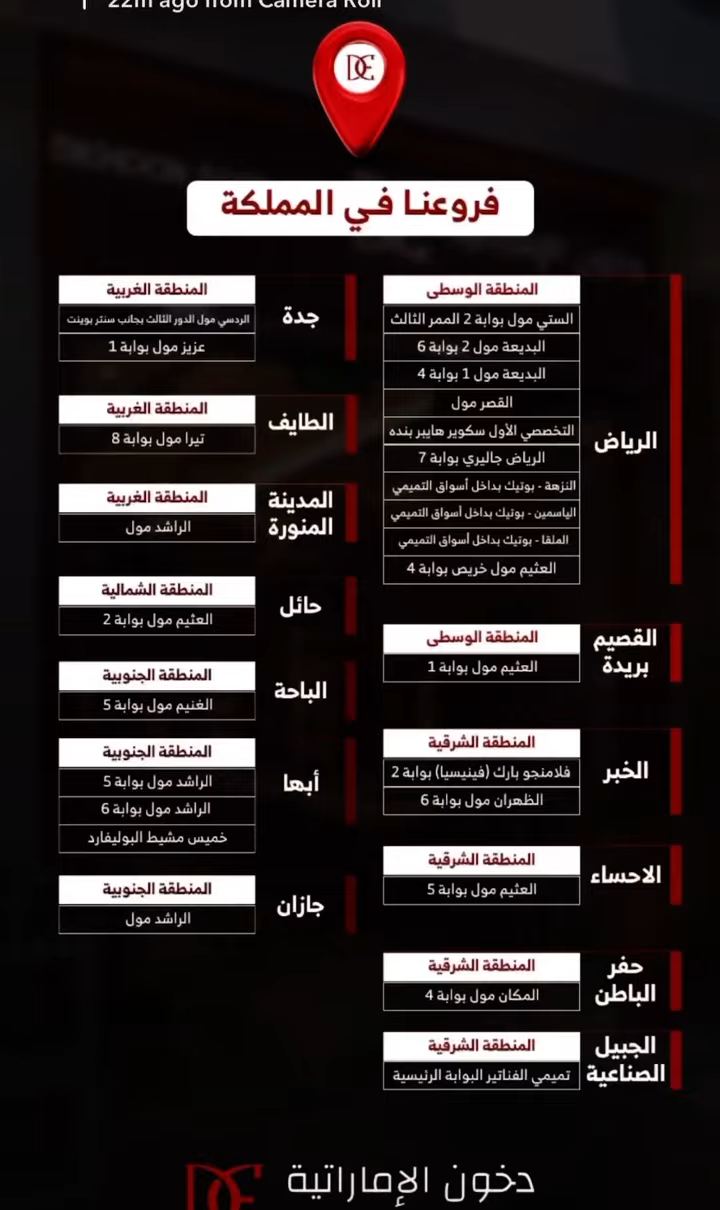 22m ago from Camera Roll
DE
فروعنا في المملكة
الرياض
المنطقة الوسطى
الستي مول بوابة 2 الممر الثالث
البديعة مول 2 بوابة 6
البديعة مول 1 بوابة 4
القصر مول
التخصصي الأول سكوير هايبر بنده
الرياض جاليري بوابة 7
النزهة - بوتيك بداخل أسواق التميمي
الياسمين - بوتيك بداخل أسواق التميمي
الملقا - بوتيك بداخل أسواق التميمي
العثيم مول خريص بوابة 4
القصيم
بريدة
المنطقة الوسطى
العثيم مول بوابة 1
الخبر
المنطقة الشرقية
فلامنجو بارك (فينيسيا) بوابة 2
الظهران مول بوابة 6
الاحساء
المنطقة الشرقية
العثيم مول بوابة 5
حفر
الباطن
المنطقة الشرقية
المكان مول بوابة 4
الجبيل
الصناعية
المنطقة الشرقية
تميمي الفناتير البوابة الرئيسية
جدة
المنطقة الغربية
الردسي مول الدور الثالث بجانب سنتر بوينت
عزيز مول بوابة 1
الطايف
المنطقة الغربية
تيرا مول بوابة 8
المدينة
المنورة
المنطقة الغربية
الراشد مول
حائل
المنطقة الشمالية
العثيم مول بوابة 2
الباحة
المنطقة الجنوبية
الغنيم مول بوابة 5
أبها
المنطقة الجنوبية
الراشد مول بوابة 5
الراشد مول بوابة 6
خميس مشيط البوليفارد
جازان
المنطقة الجنوبية
الراشد مول
دخون الإماراتية
DE